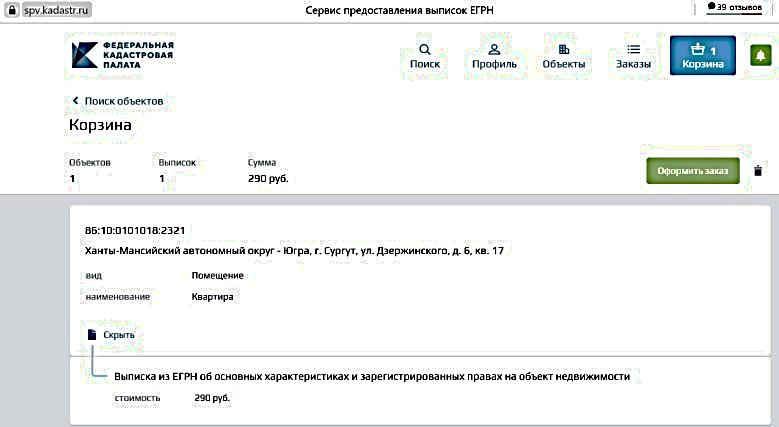 spv.kadastr.ru
Сервис предоставления выписок ЕГРН
39 отзывов
ФЕДЕРАЛЬНАЯ
КАДАСТРОВАЯ
ПАЛАТА
Поиск
Профиль
Объекты
Заказы
1
Корзина
Поиск объектов
Корзина
Объектов Выписок Сумма
1 1 290 руб.
Оформить заказ
86:10:0101018:2321
Ханты-Мансийский автономный округ - Югра, г. Сургут, ул. Дзержинского, д. 6, кв. 17
вид Помещение
наименование Квартира
Скрыть
Выписка из ЕГРН об основных характеристиках и зарегистрированных правах на объект недвижимости
стоимость 290 руб.